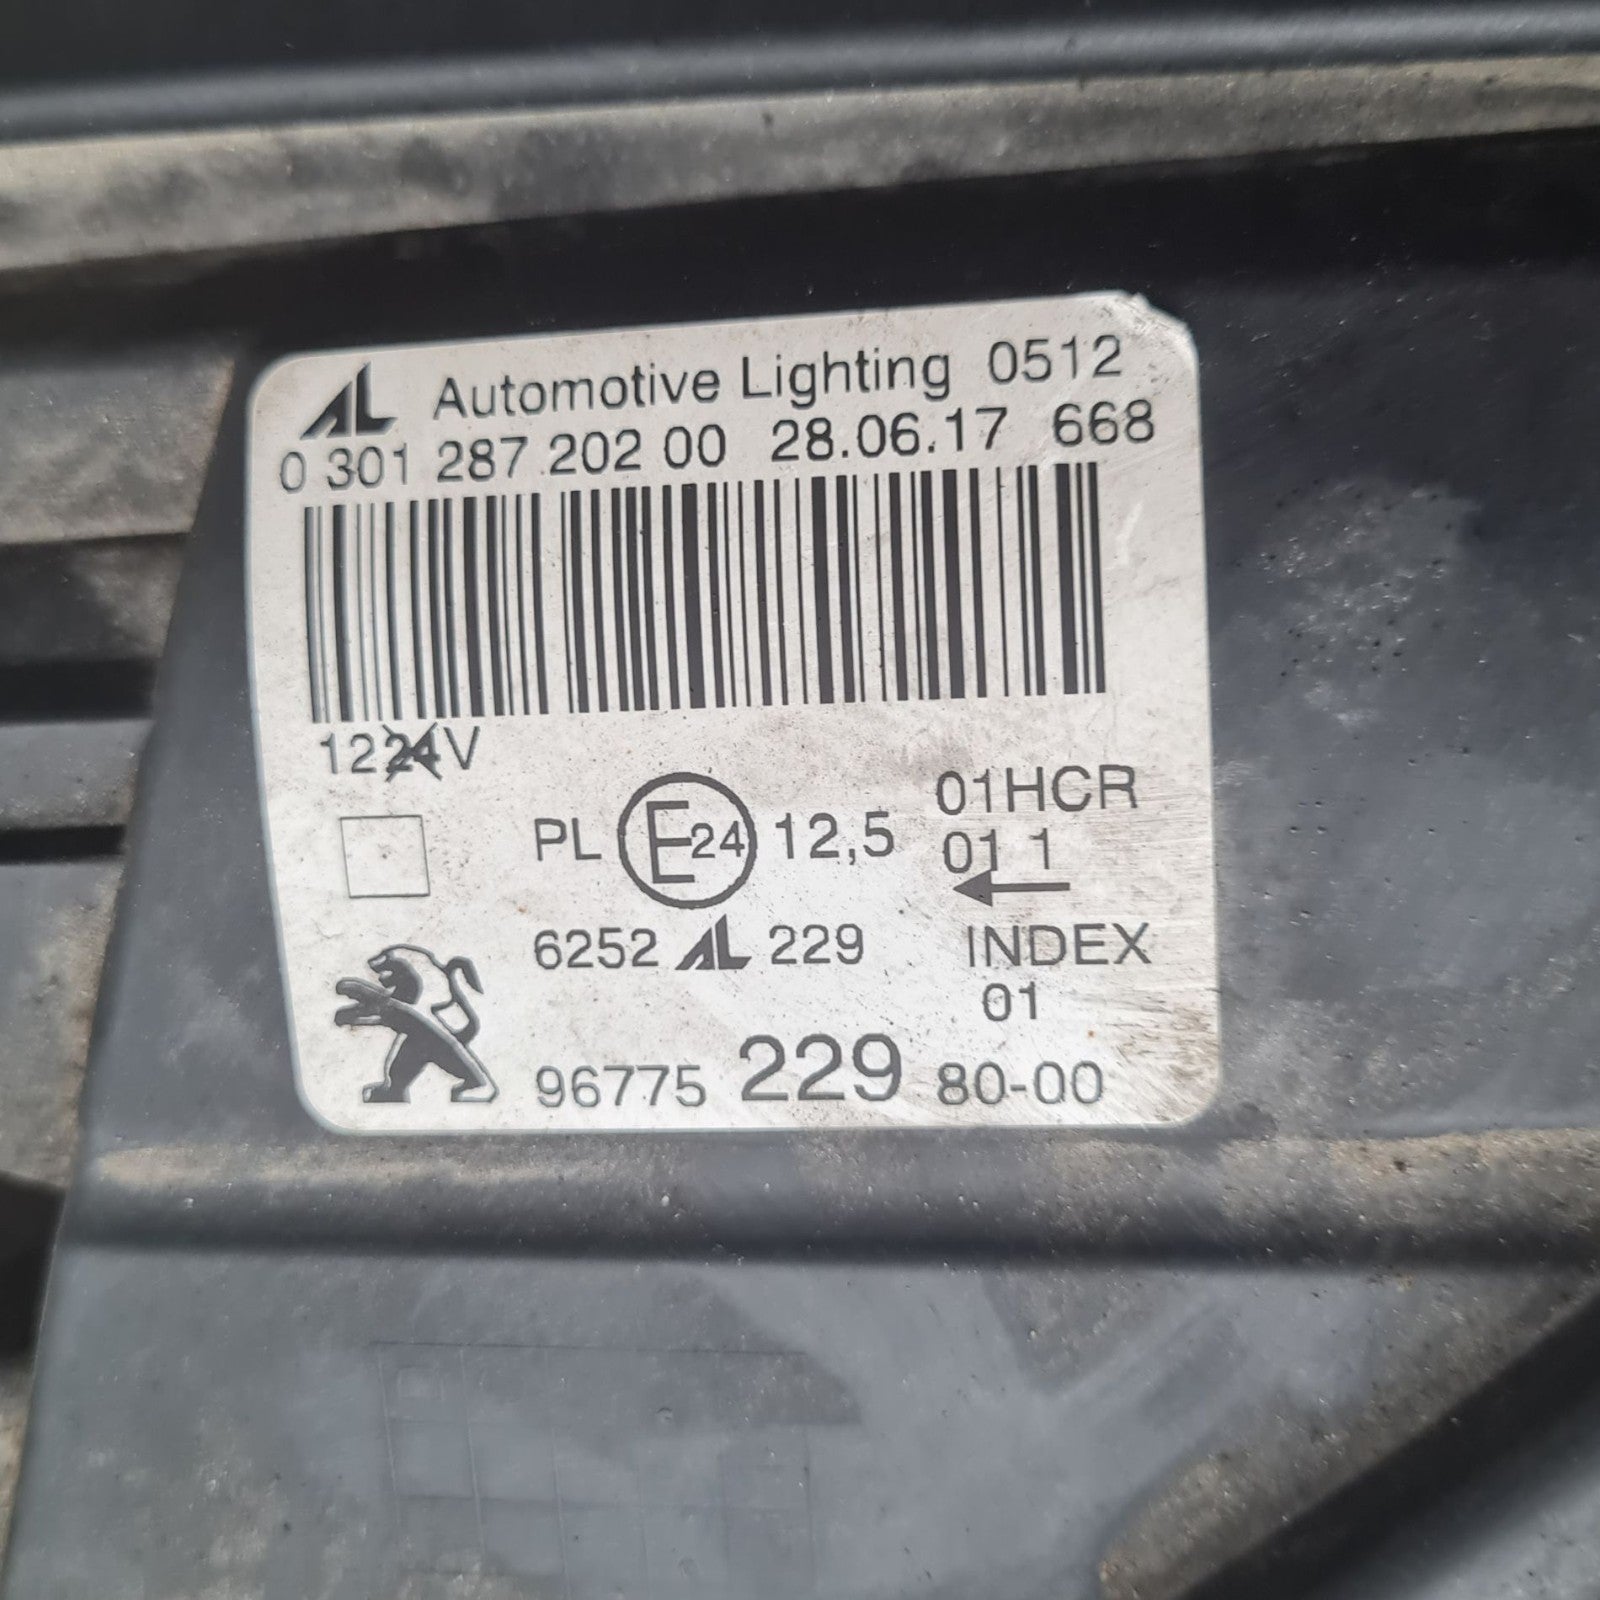 AL Automotive Lighting 0512
0 301 287 202 00 28.06.17 668
1224V
PL E24 12,5 01HCR
01 1
6252 AL 229 INDEX
01
96775 229 80-00